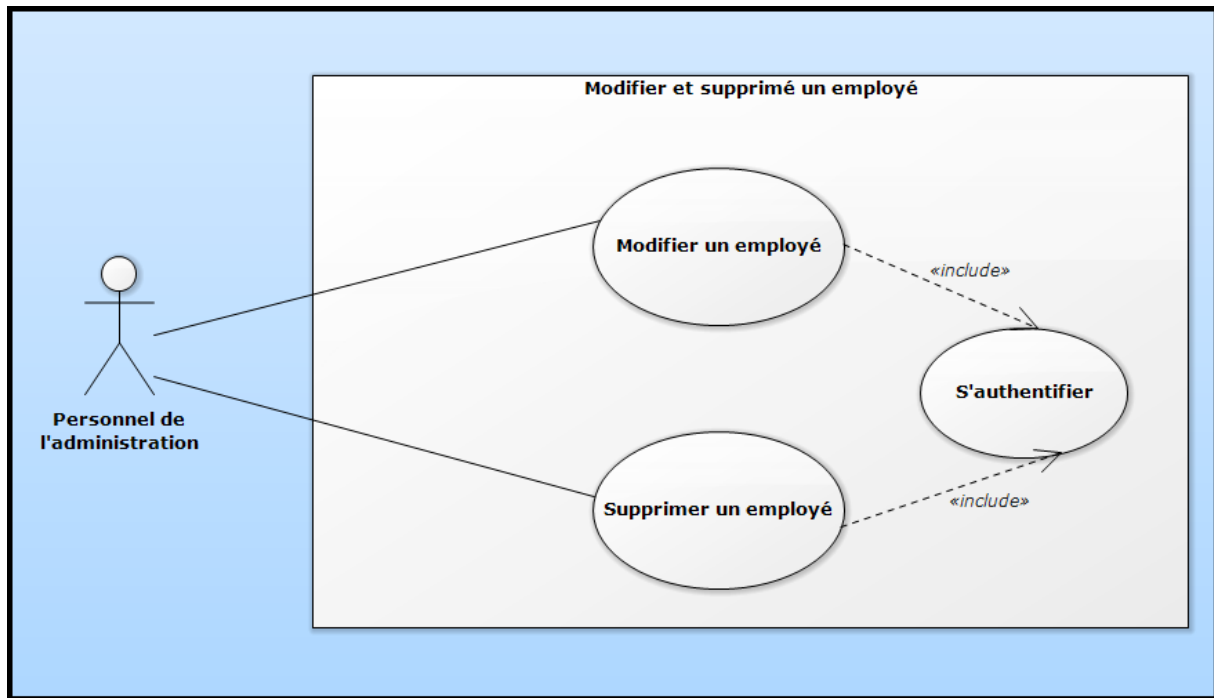 Modifier et supprimé un employé
Modifier un employé
«include»
S'authentifier
Personnel de
l'administration
Supprimer un employé
«include»